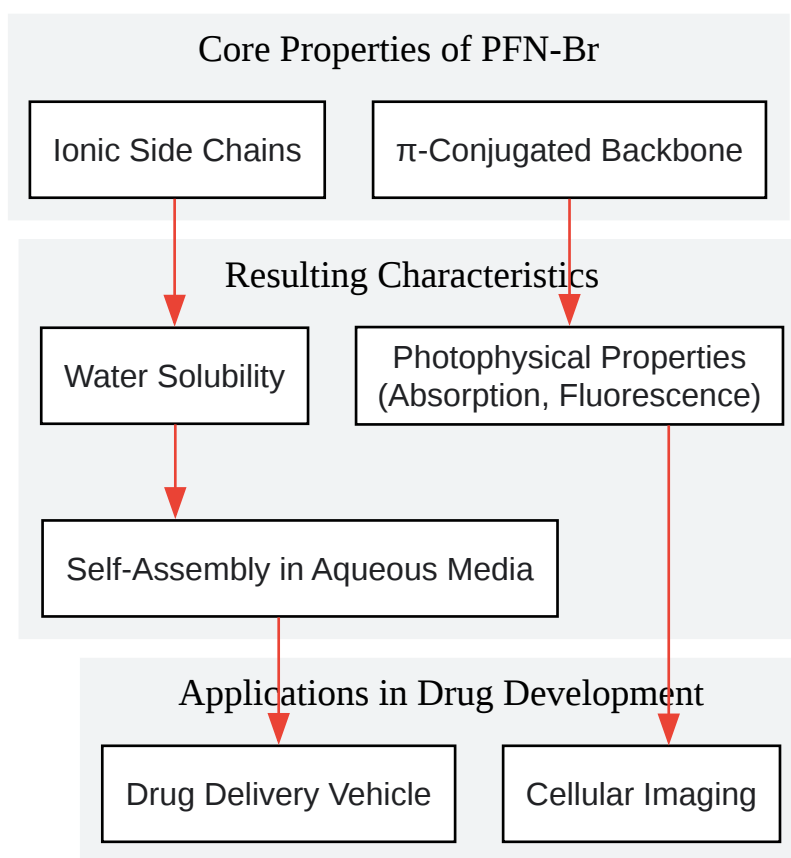 Core Properties of PFN-Br
Ionic Side Chains
π-Conjugated Backbone
Resulting Characteristics
Water Solubility
Photophysical Properties
(Absorption, Fluorescence)
Self-Assembly in Aqueous Media
Applications in Drug Development
Drug Delivery Vehicle
Cellular Imaging